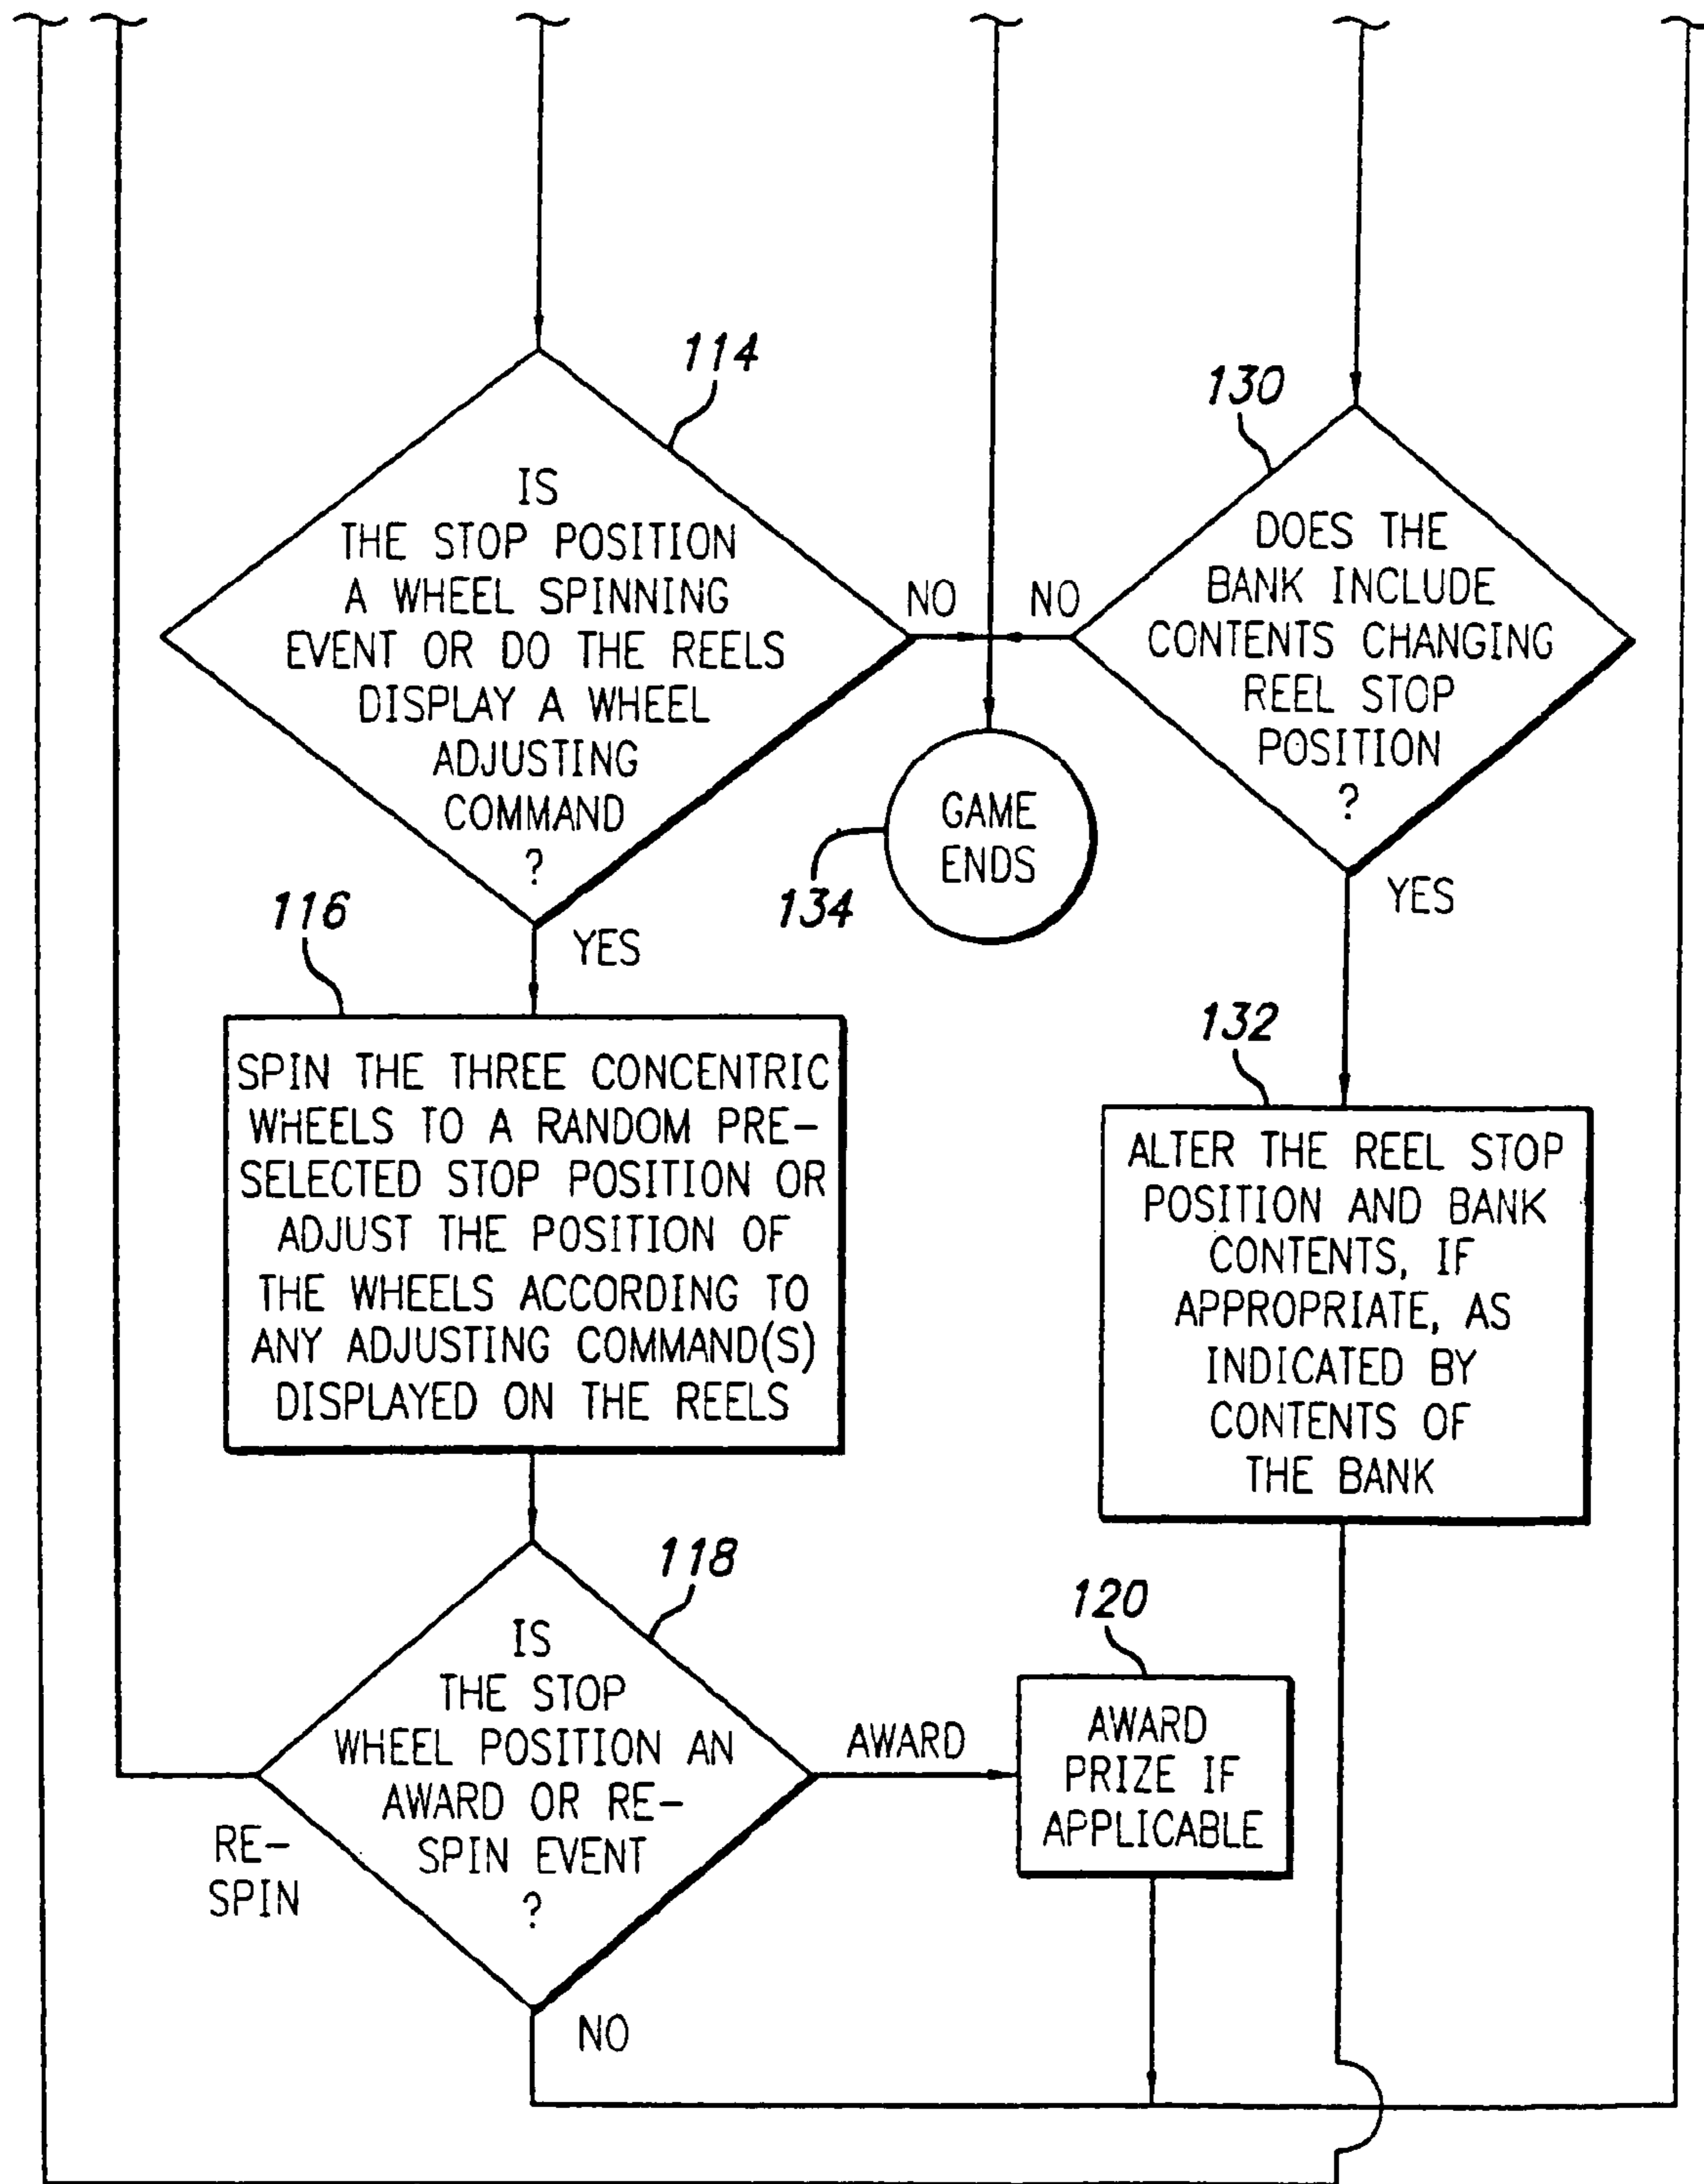 114
IS
THE STOP POSITION
A WHEEL SPINNING
EVENT OR DO THE REELS
DISPLAY A WHEEL
ADJUSTING
COMMAND
?
NO
YES
130
DOES THE
BANK INCLUDE
CONTENTS CHANGING
REEL STOP
POSITION
?
NO
YES
GAME
ENDS
134
116
SPIN THE THREE CONCENTRIC
WHEELS TO A RANDOM PRE-
SELECTED STOP POSITION OR
ADJUST THE POSITION OF
THE WHEELS ACCORDING TO
ANY ADJUSTING COMMAND(S)
DISPLAYED ON THE REELS
132
ALTER THE REEL STOP
POSITION AND BANK
CONTENTS, IF
APPROPRIATE, AS
INDICATED BY
CONTENTS OF
THE BANK
118
IS
THE STOP
WHEEL POSITION AN
AWARD OR RE-
SPIN EVENT
?
RE-
SPIN
AWARD
NO
120
AWARD
PRIZE IF
APPLICABLE